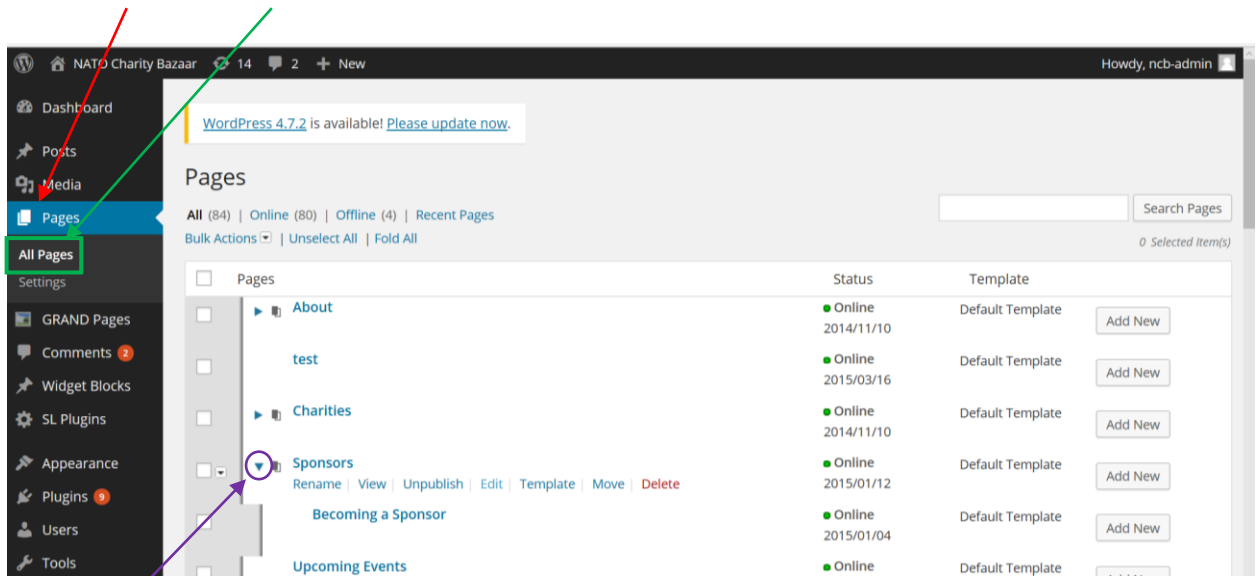 NATO Charity Bazaar 14 2 + New Howdy, ncb-admin
Dashboard
WordPress 4.7.2 is available! Please update now.
Posts
Media
Pages
Pages
All (84) | Online (80) | Offline (4) | Recent Pages
Search Pages
Bulk Actions | Unselect All | Fold All
0 Selected Item(s)
All Pages
Settings
Pages Status Template
GRAND Pages
About Online Default Template
2014/11/10 Add New
Comments 2
test Online Default Template
2015/03/16 Add New
Widget Blocks
SL Plugins
Charities Online Default Template
2014/11/10 Add New
Appearance
Sponsors Online Default Template
Rename | View | Unpublish | Edit | Template | Move | Delete 2015/01/12 Add New
Plugins 9
Users
Becoming a Sponsor Online Default Template
2015/01/04 Add New
Tools
Upcoming Events Online Default Template